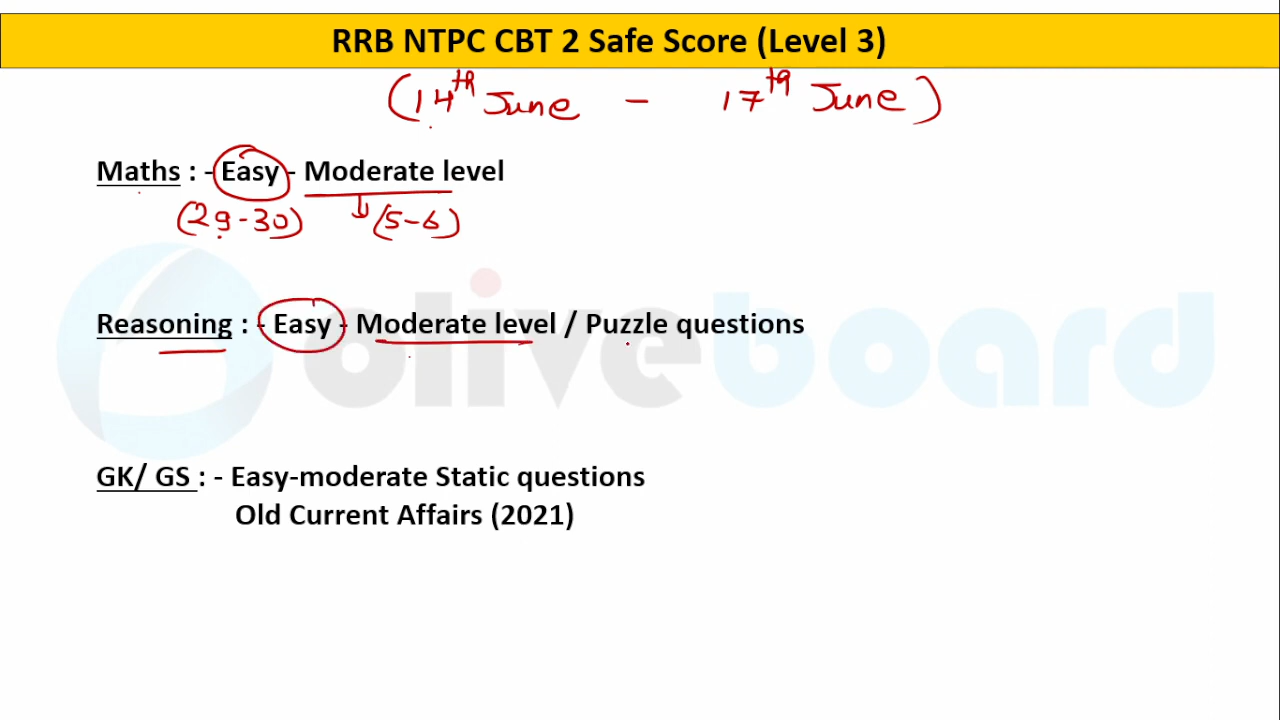 RRB NTPC CBT 2 Safe Score (Level 3)
(14th June - 17th June)
Maths : - Easy - Moderate level
(29-30) (5-6)
Reasoning : - Easy - Moderate level / Puzzle questions
oliveboard
GK/ GS : - Easy-moderate Static questions
Old Current Affairs (2021)